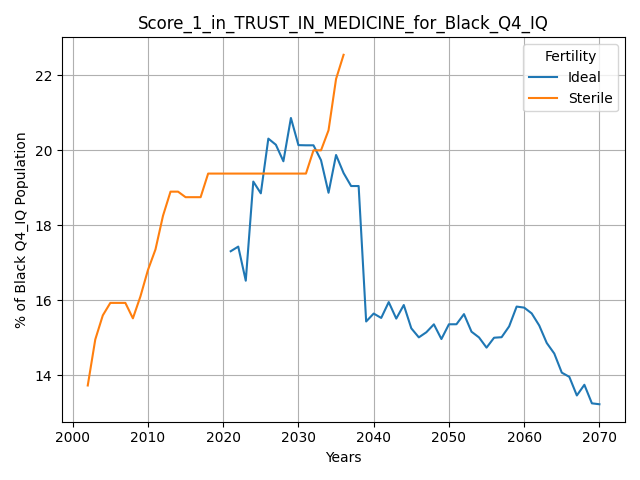 Score_1_in_TRUST_IN_MEDICINE_for_Black_Q4_IQ
Fertility
Ideal
Sterile
% of Black Q4_IQ Population
22
20
18
16
14
2000 2010 2020 2030 2040 2050 2060 2070
Years